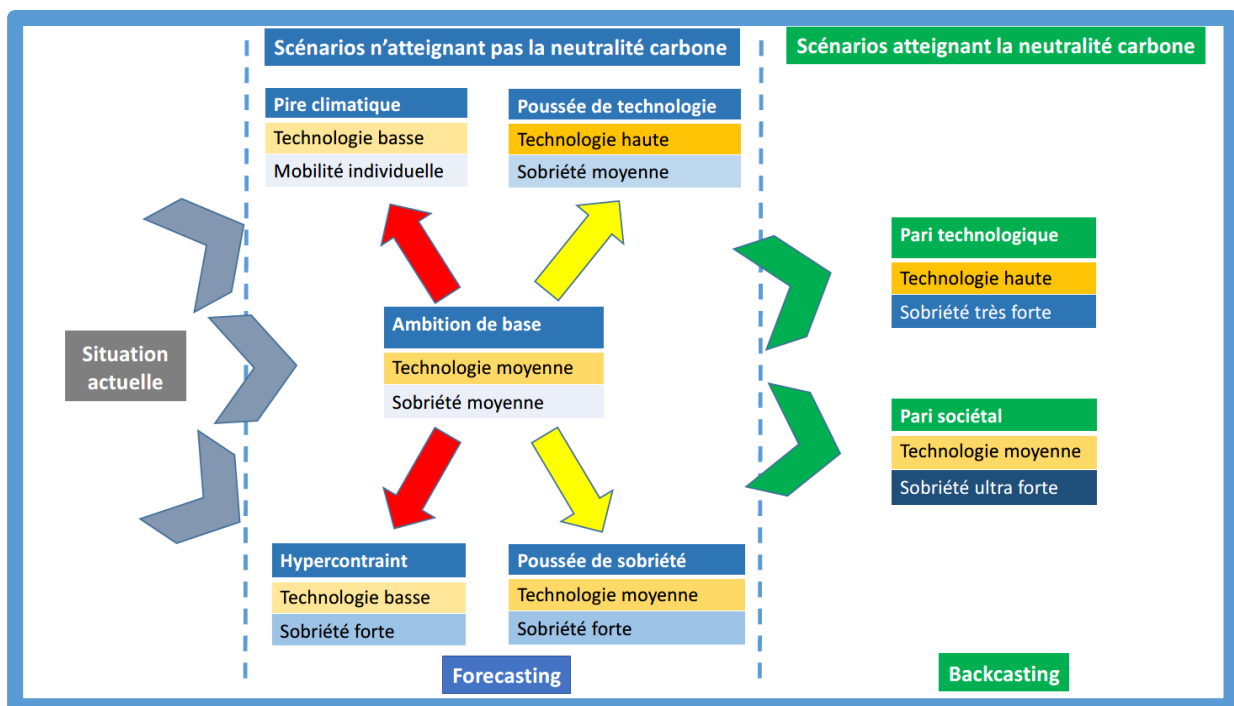 Scénarios n’atteignant pas la neutralité carbone
Scénarios atteignant la neutralité carbone
Pire climatique
Technologie basse
Mobilité individuelle
Poussée de technologie
Technologie haute
Sobriété moyenne
Situation
actuelle
Ambition de base
Technologie moyenne
Sobriété moyenne
Pari technologique
Technologie haute
Sobriété très forte
Pari sociétal
Technologie moyenne
Sobriété ultra forte
Hypercontraint
Technologie basse
Sobriété forte
Poussée de sobriété
Technologie moyenne
Sobriété forte
Forecasting
Backcasting